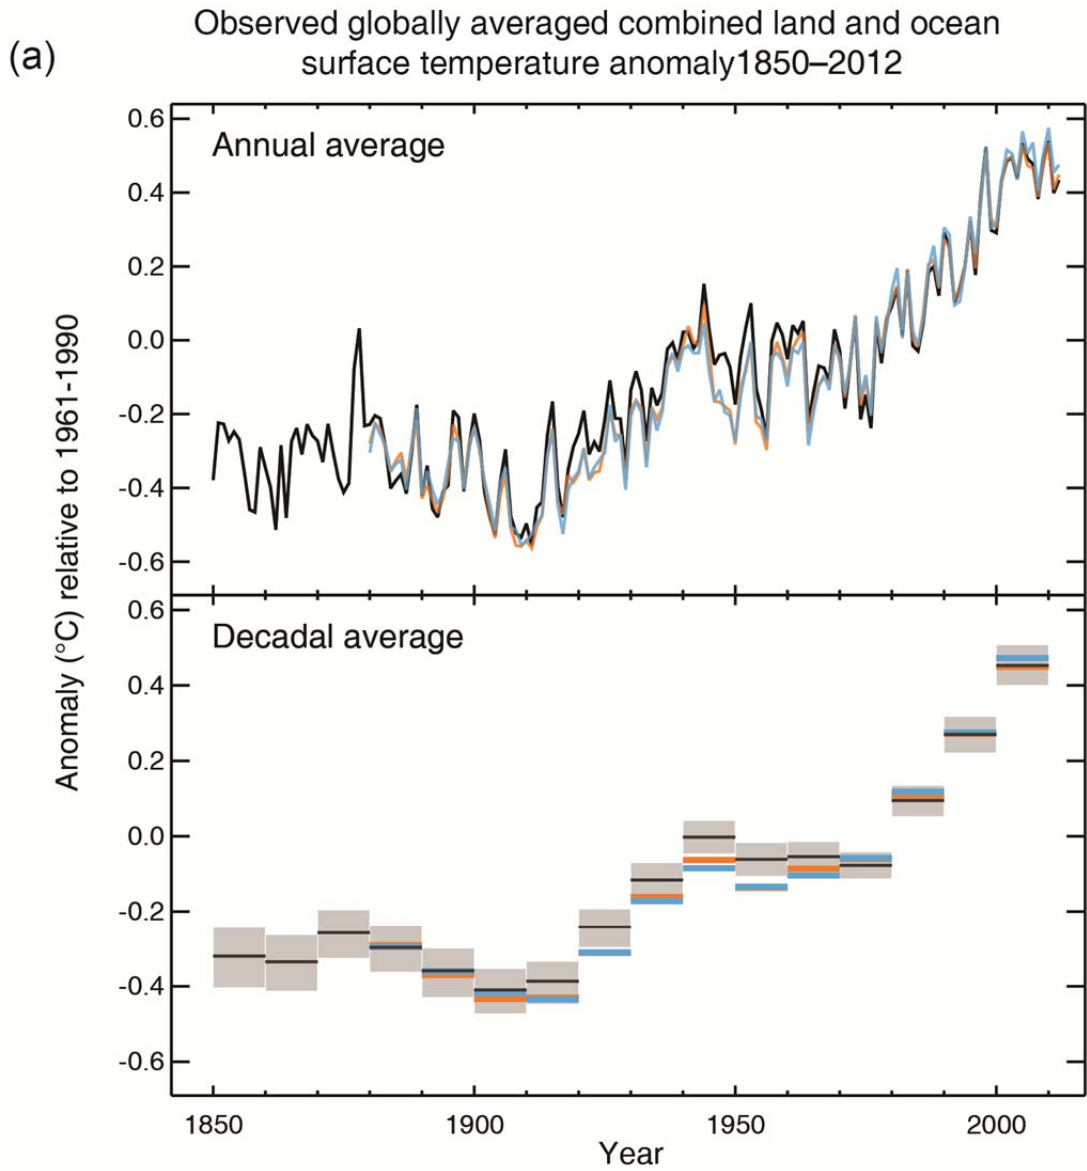 (a)
Observed globally averaged combined land and ocean
surface temperature anomaly1850–2012
Anomaly (°C) relative to 1961-1990
Annual average
0.6
0.4
0.2
0.0
-0.2
-0.4
-0.6
Decadal average
0.6
0.4
0.2
0.0
-0.2
-0.4
-0.6
1850 1900 1950 2000
Year